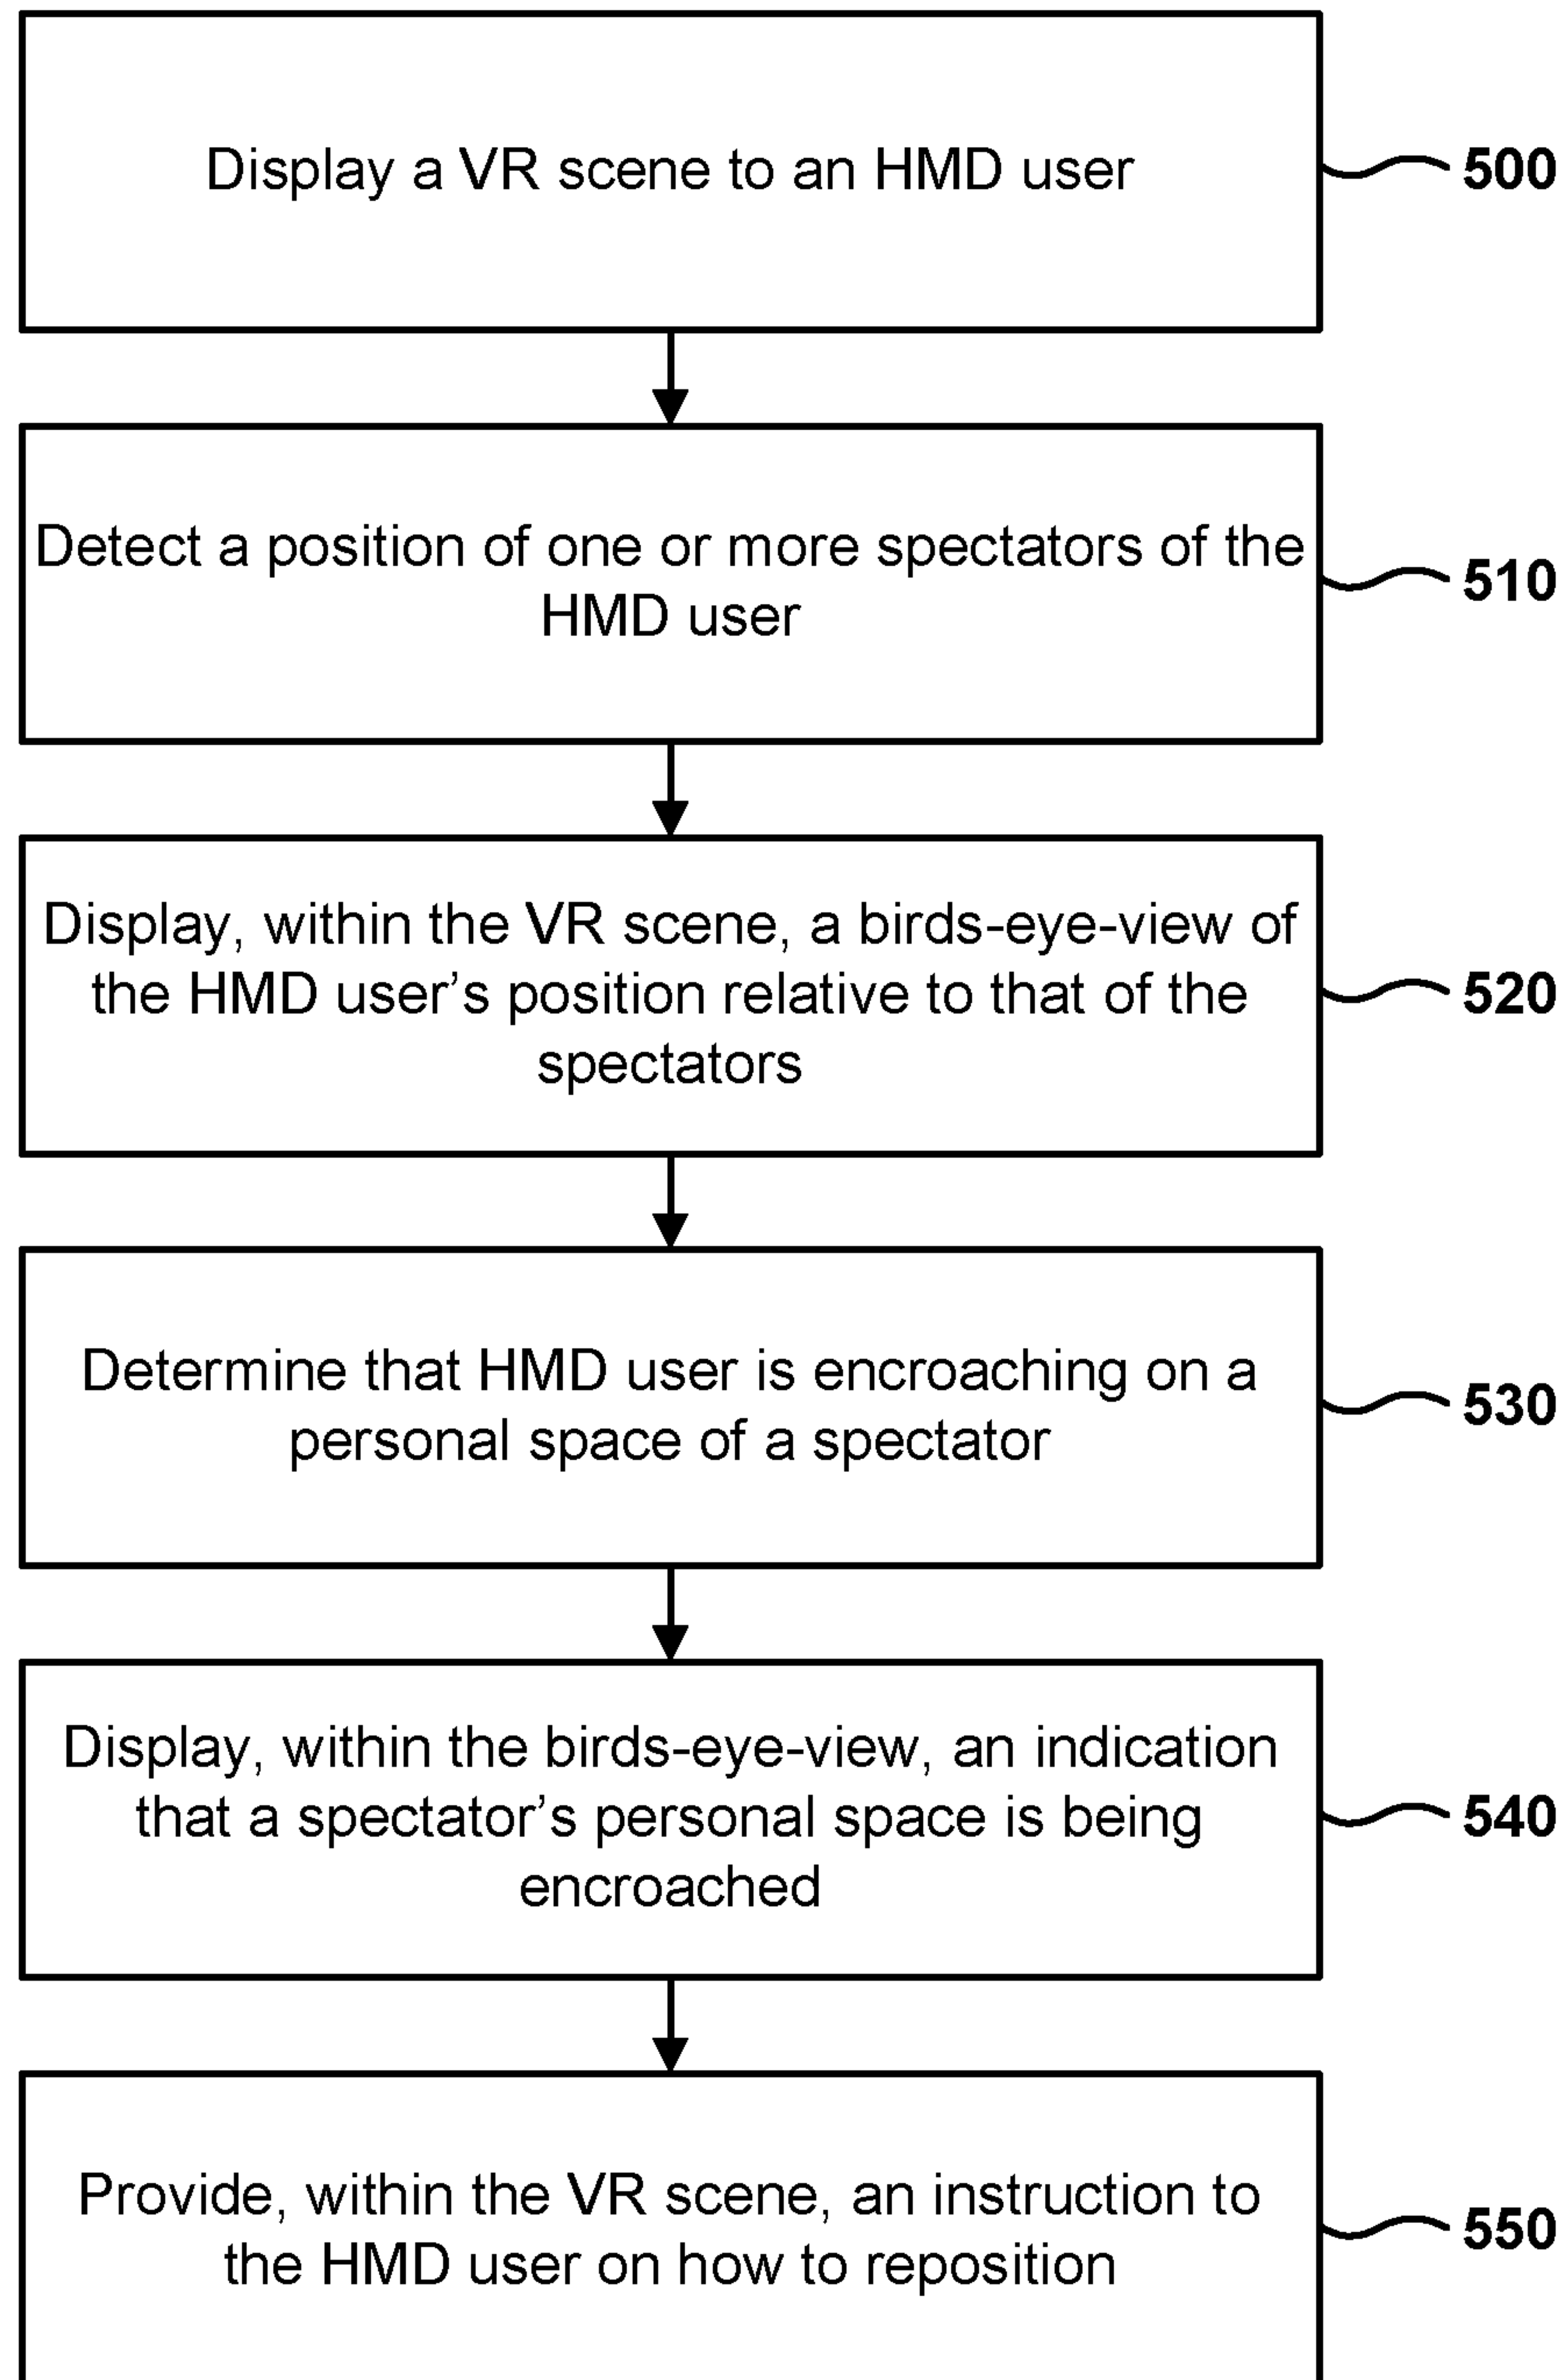 Display a VR scene to an HMD user
500
Detect a position of one or more spectators of the
HMD user
510
Display, within the VR scene, a birds-eye-view of
the HMD user’s position relative to that of the
spectators
520
Determine that HMD user is encroaching on a
personal space of a spectator
530
Display, within the birds-eye-view, an indication
that a spectator’s personal space is being
encroached
540
Provide, within the VR scene, an instruction to
the HMD user on how to reposition
550